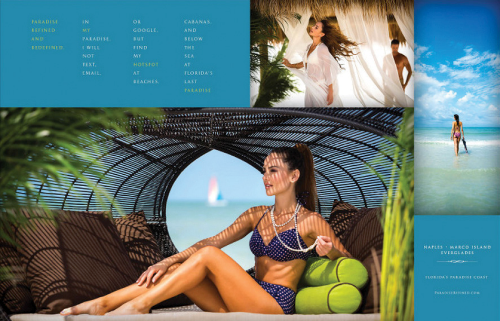 PARADISE
REFINED
AND
REDEFINED.
IN
MY
PARADISE
I WILL
NOT
TEXT,
EMAIL,
OR
GOOGLE.
BUT
FIND
MY
HOTSPOT
AT
BEACHES,
CABANAS,
AND
BELOW
THE
SEA
AT
FLORIDA'S
LAST
PARADISE
NAPLES · MARCO ISLAND
EVERGLADES
FLORIDA'S PARADISE COAST
PARADISECOAST.COM